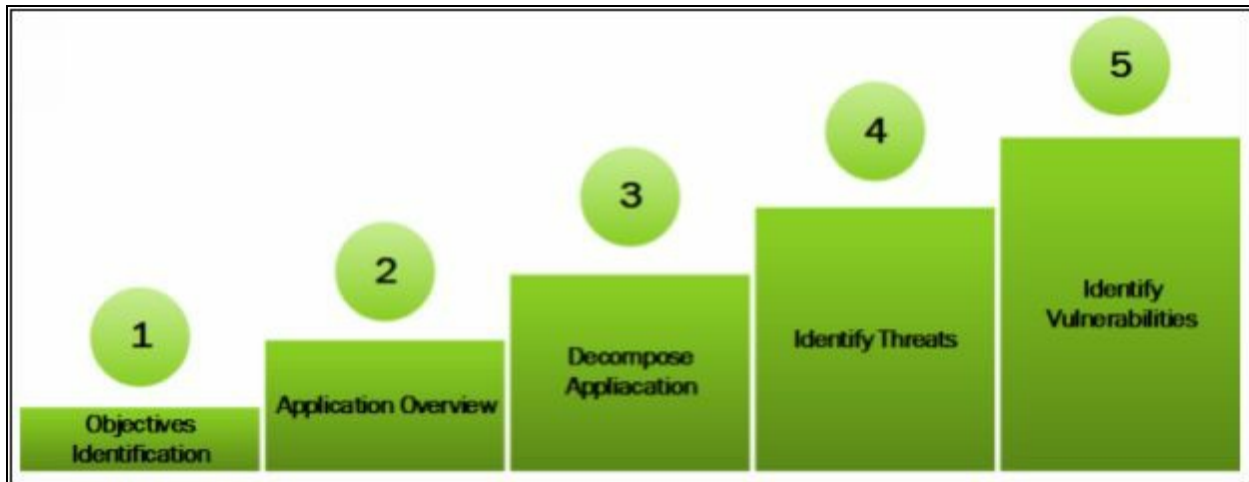 1
Objectives
Identification
2
Application Overview
3
Decompose
Appliacation
4
Identify Threats
5
Identify
Vulnerabilities